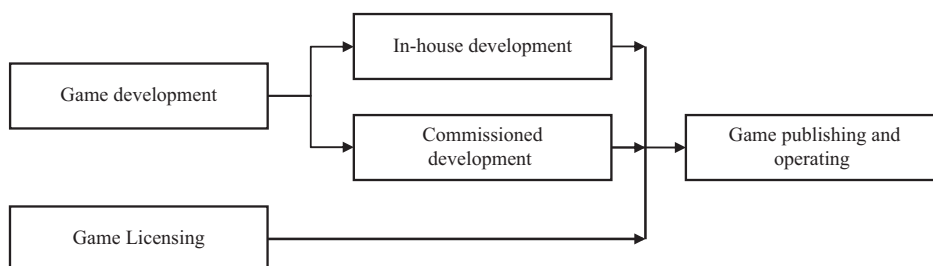 In-house development
Game development
Commissioned
development
Game publishing and
operating
Game Licensing